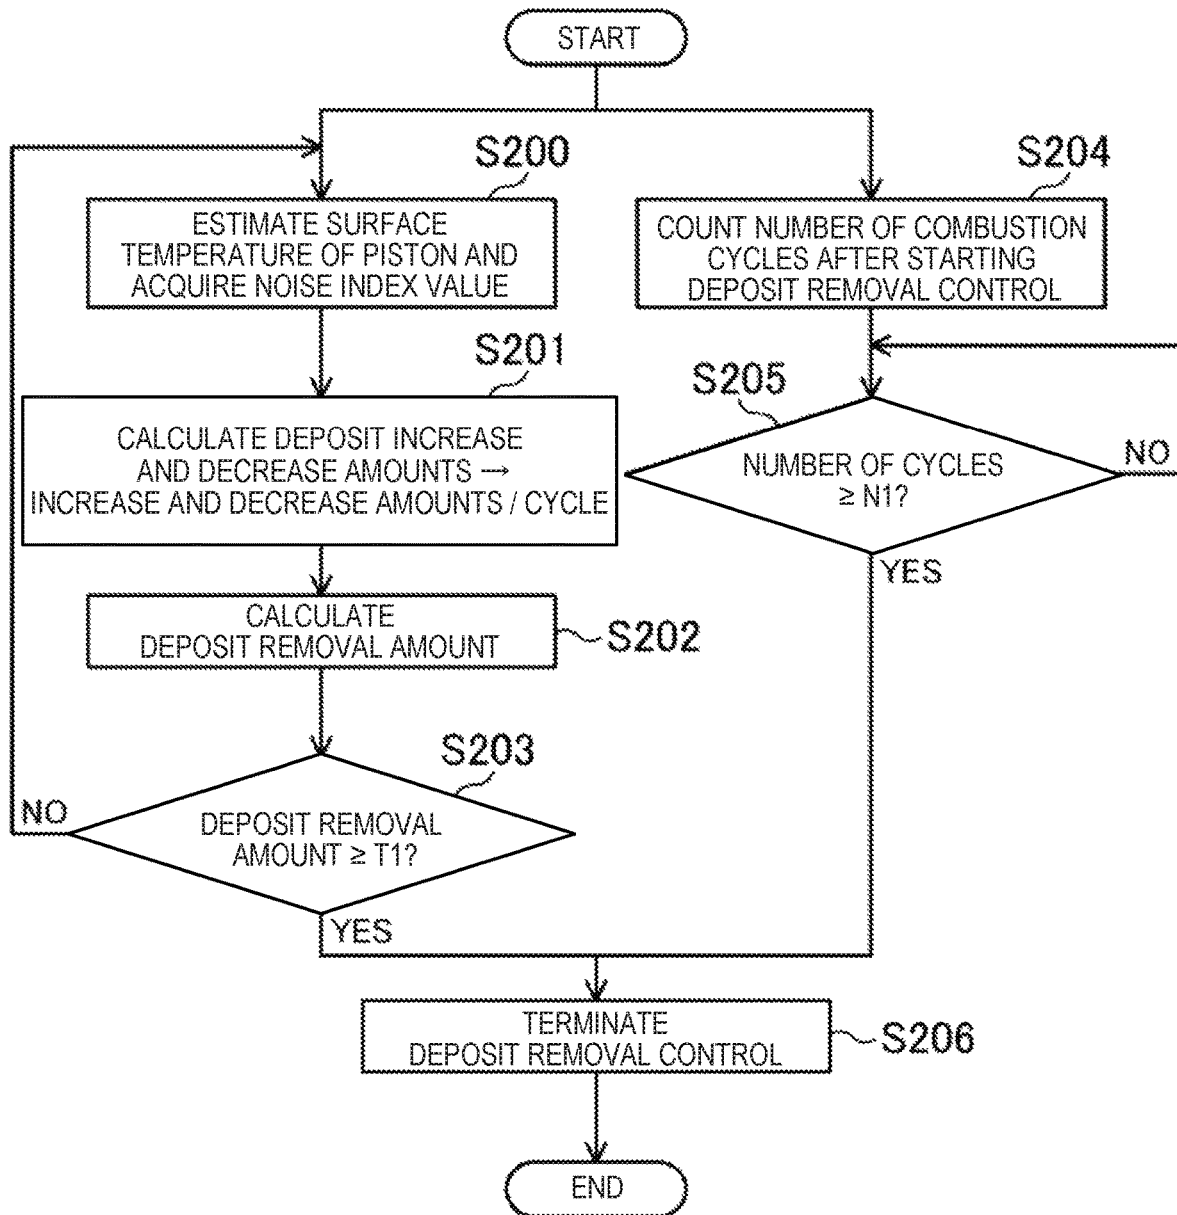 START
S200
ESTIMATE SURFACE
TEMPERATURE OF PISTON AND
ACQUIRE NOISE INDEX VALUE
S204
COUNT NUMBER OF COMBUSTION
CYCLES AFTER STARTING
DEPOSIT REMOVAL CONTROL
S201
CALCULATE DEPOSIT INCREASE
AND DECREASE AMOUNTS →
INCREASE AND DECREASE AMOUNTS / CYCLE
S205
NUMBER OF CYCLES
≥ N1?
NO
YES
CALCULATE
DEPOSIT REMOVAL AMOUNT
S202
S203
DEPOSIT REMOVAL
AMOUNT ≥ T1?
NO
YES
TERMINATE
DEPOSIT REMOVAL CONTROL
S206
END